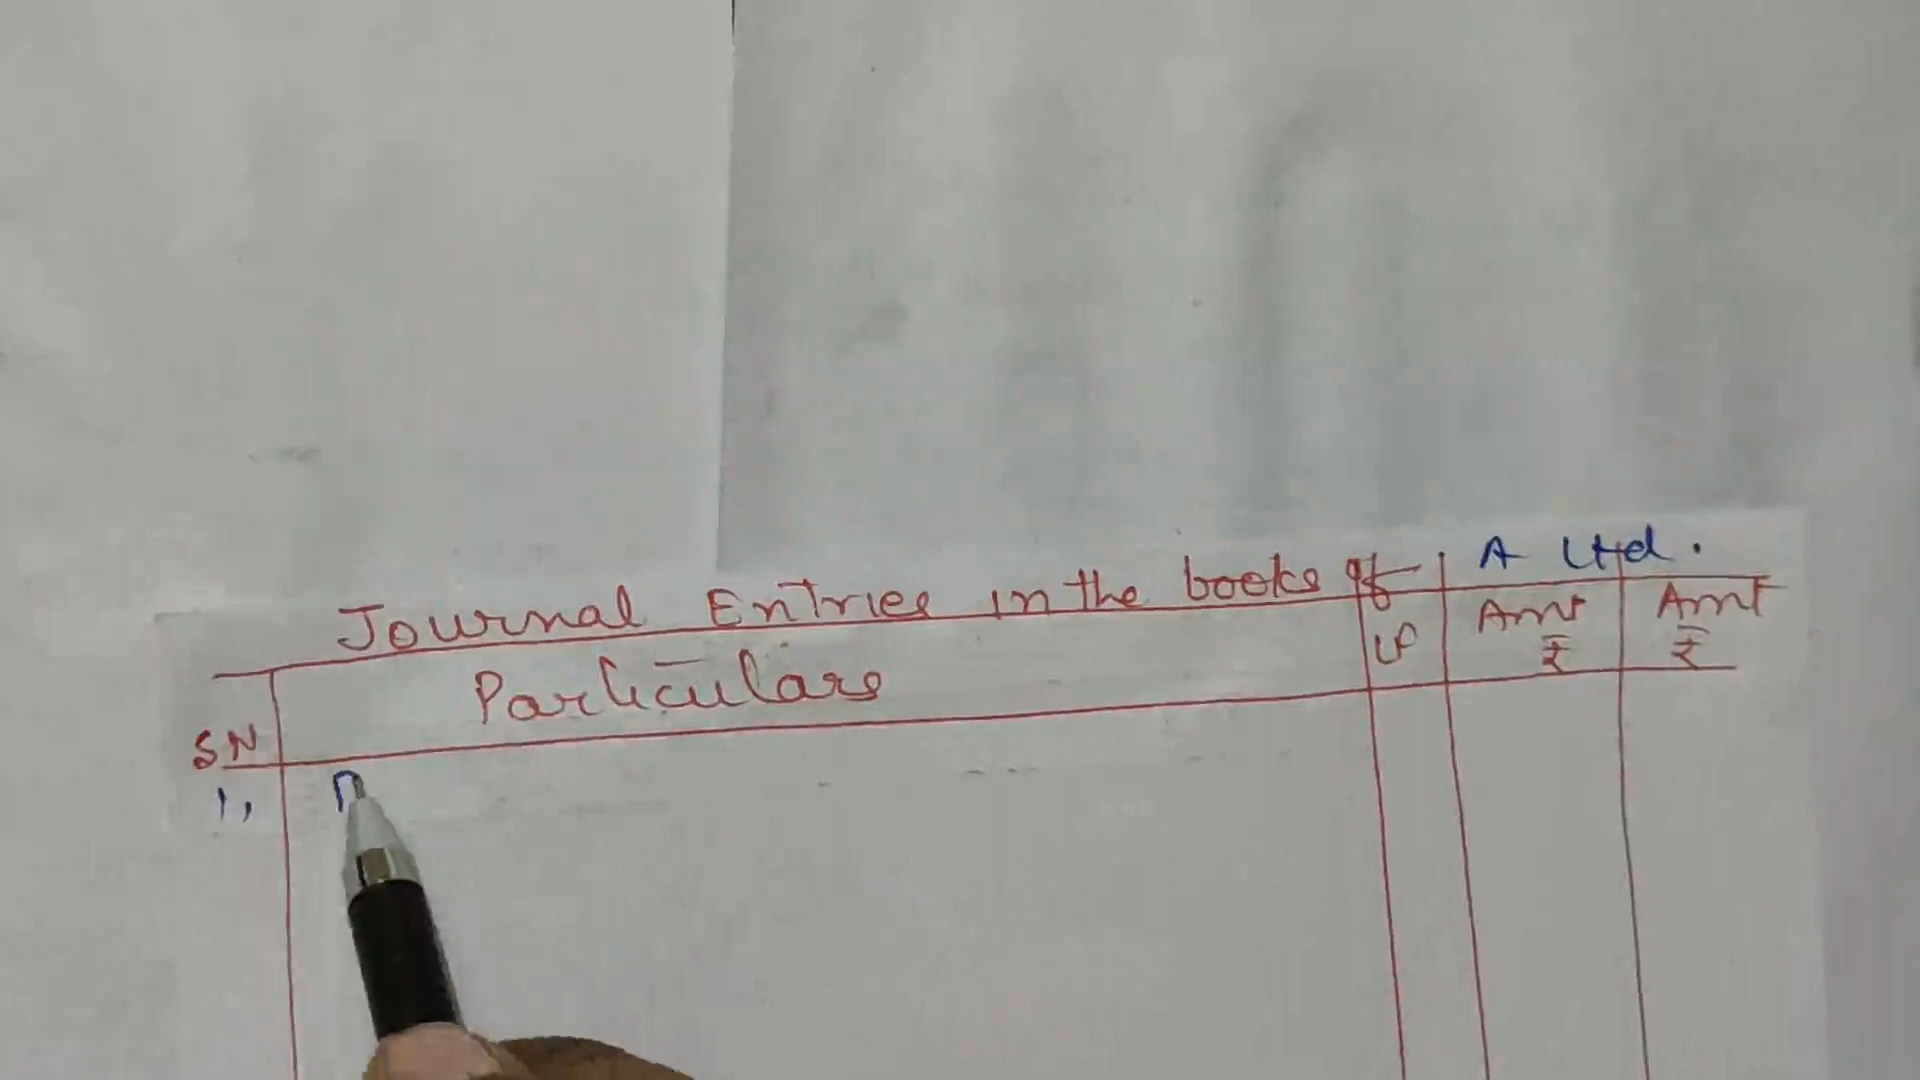 Journal Entries in the books of A Ltd.
SN Particulars LF Amt ₹ Amt ₹
1,